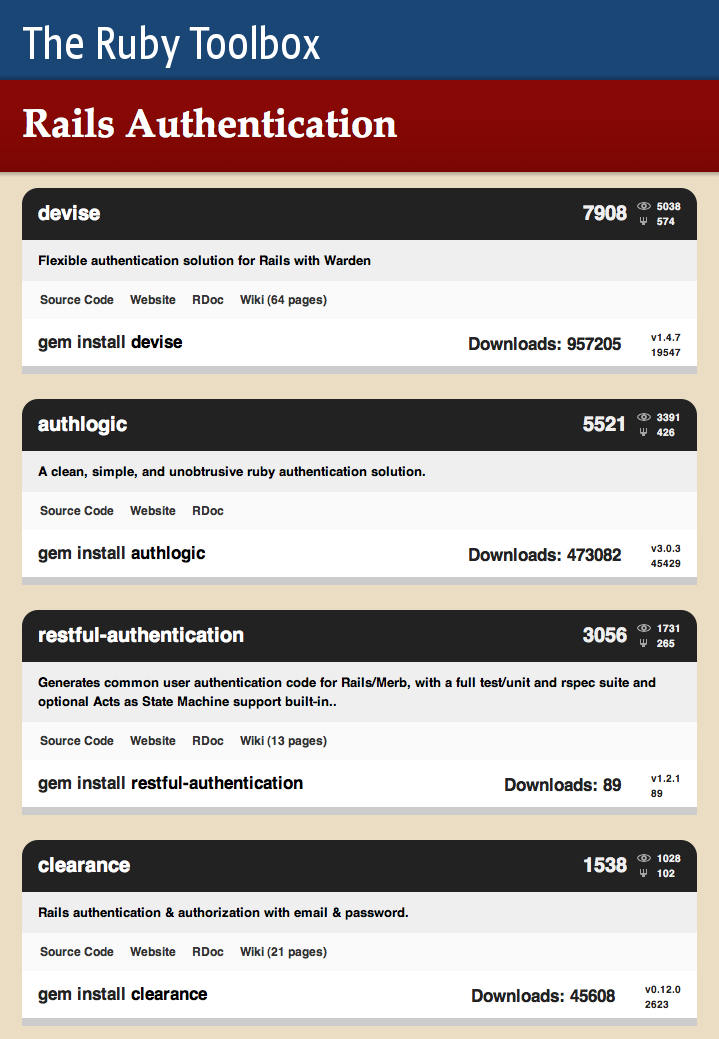 The Ruby Toolbox
Rails Authentication
devise 7908 5038
574
Flexible authentication solution for Rails with Warden
Source Code Website RDoc Wiki (64 pages)
gem install devise Downloads: 957205 v1.4.7
19547
authlogic 5521 3391
426
A clean, simple, and unobtrusive ruby authentication solution.
Source Code Website RDoc
gem install authlogic Downloads: 473082 v3.0.3
45429
restful-authentication 3056 1731
265
Generates common user authentication code for Rails/Merb, with a full test/unit and rspec suite and
optional Acts as State Machine support built-in..
Source Code Website RDoc Wiki (13 pages)
gem install restful-authentication Downloads: 89 v1.2.1
89
clearance 1538 1028
102
Rails authentication & authorization with email & password.
Source Code Website RDoc Wiki (21 pages)
gem install clearance Downloads: 45608 v0.12.0
2623